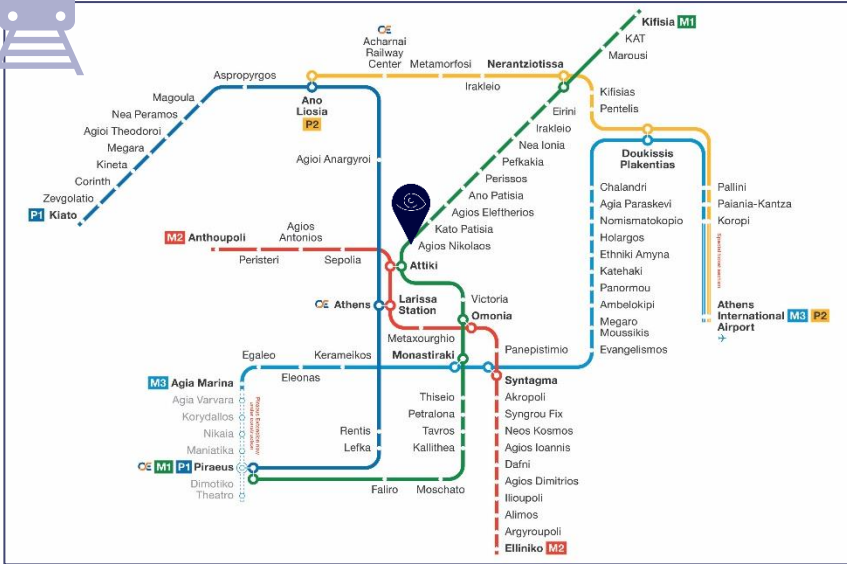 Kifisia M1
KAT
Marousi
OE
Acharnai
Railway
Center
Metamorfosi
Nerantziotissa
Irakleio
Aspropyrgos
Ano
Liosia
P2
Magoula
Nea Peramos
Agioi Theodoroi
Megara
Kineta
Corinth
Zevgolatio
P1 Kiato
Kifisias
Pentelis
Eirini
Irakleio
Nea Ionia
Pefkakia
Perissos
Ano Patisia
Agios Eleftherios
Kato Patisia
Agios Nikolaos
Agioi Anargyroi
Doukissis
Plakentias
Chalandri
Agia Paraskevi
Nomismatokopio
Holargos
Ethniki Amyna
Katehaki
Panormou
Ambelokipi
Megaro
Moussikis
Evangelismos
Pallini
Paiania-Kantza
Koropi
Athens
International
Airport
M3 P2
M2 Anthoupoli
Peristeri
Agios
Antonios
Sepolia
Attiki
OE Athens
Larissa
Station
Victoria
Omonia
Metaxourghio
Monastiraki
Panepistimio
Syntagma
Egaleo
Eleonas
Kerameikos
M3 Agia Marina
Agia Varvara
Korydallos
Nikaia
Maniatika
Piraeus Extension line
under construction
OE M1 P1 Piraeus
Dimotiko
Theatro
Rentis
Lefka
Thiseio
Petralona
Tavros
Kallithea
Faliro
Moschato
Akropoli
Syngrou Fix
Neos Kosmos
Agios Ioannis
Dafni
Agios Dimitrios
Ilioupoli
Alimos
Argyroupoli
Elliniko M2